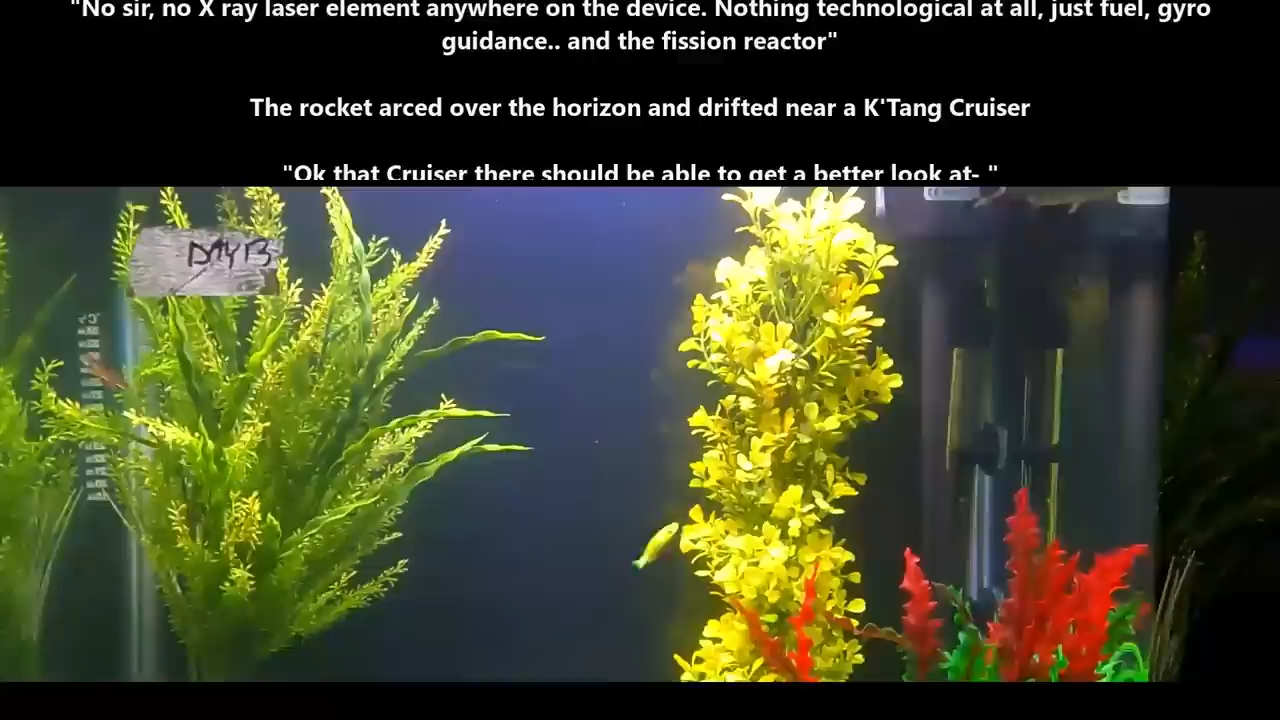 "No sir, no X ray laser element anywhere on the device. Nothing technological at all, just fuel, gyro
guidance.. and the fission reactor"
The rocket arced over the horizon and drifted near a K'Tang Cruiser
"Ok that Cruiser there should be able to get a better look at- "
DAY 13